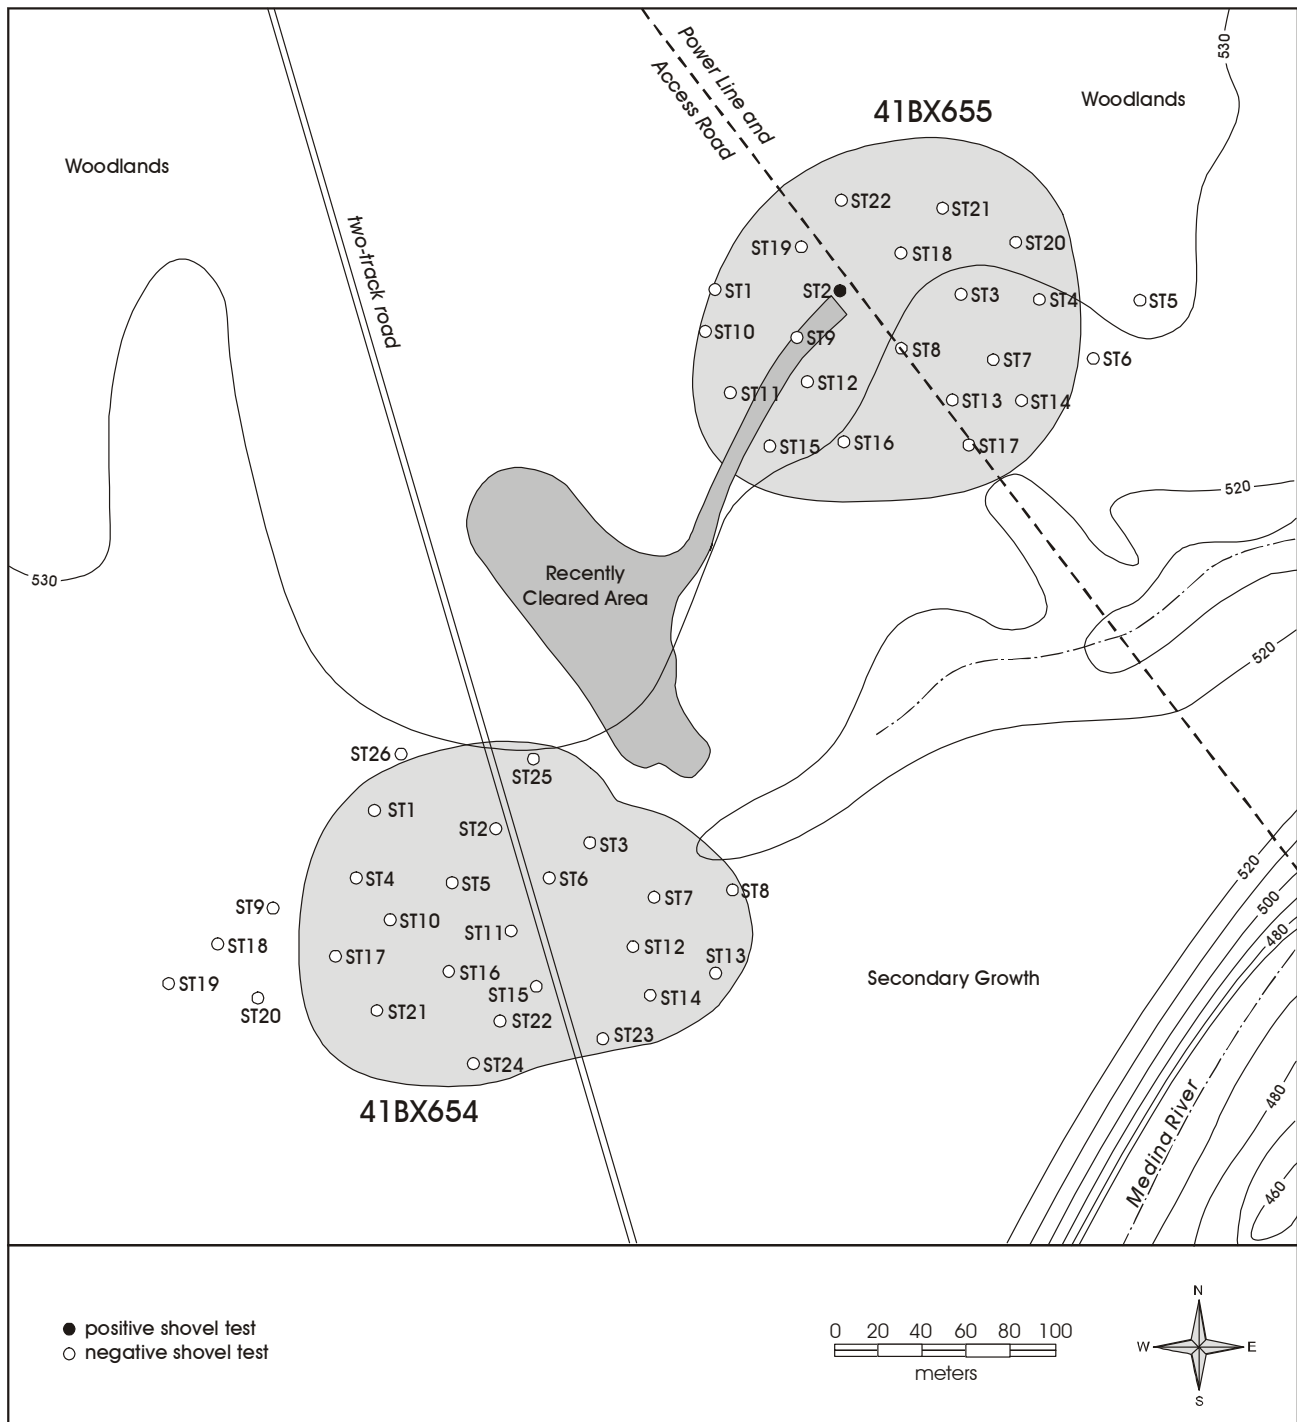 530
Power Line and
Access Road
Woodlands
41BX655
Woodlands
two-track road
ST22
ST21
ST19
ST18
ST20
ST1
ST2
ST3
ST4
ST5
ST10
ST9
ST8
ST7
ST6
ST11
ST12
ST13
ST14
ST15
ST16
ST17
520
530
Recently
Cleared Area
520
ST26
ST25
ST1
ST2
ST3
ST4
ST5
ST6
ST7
ST8
520
500
480
ST9
ST10
ST11
ST12
ST18
ST17
ST16
ST13
ST19
ST15
ST14
ST20
ST21
ST22
ST23
ST24
Secondary Growth
41BX654
Medina River
480
460
positive shovel test
negative shovel test
0 20 40 60 80 100
meters
N
W E
S